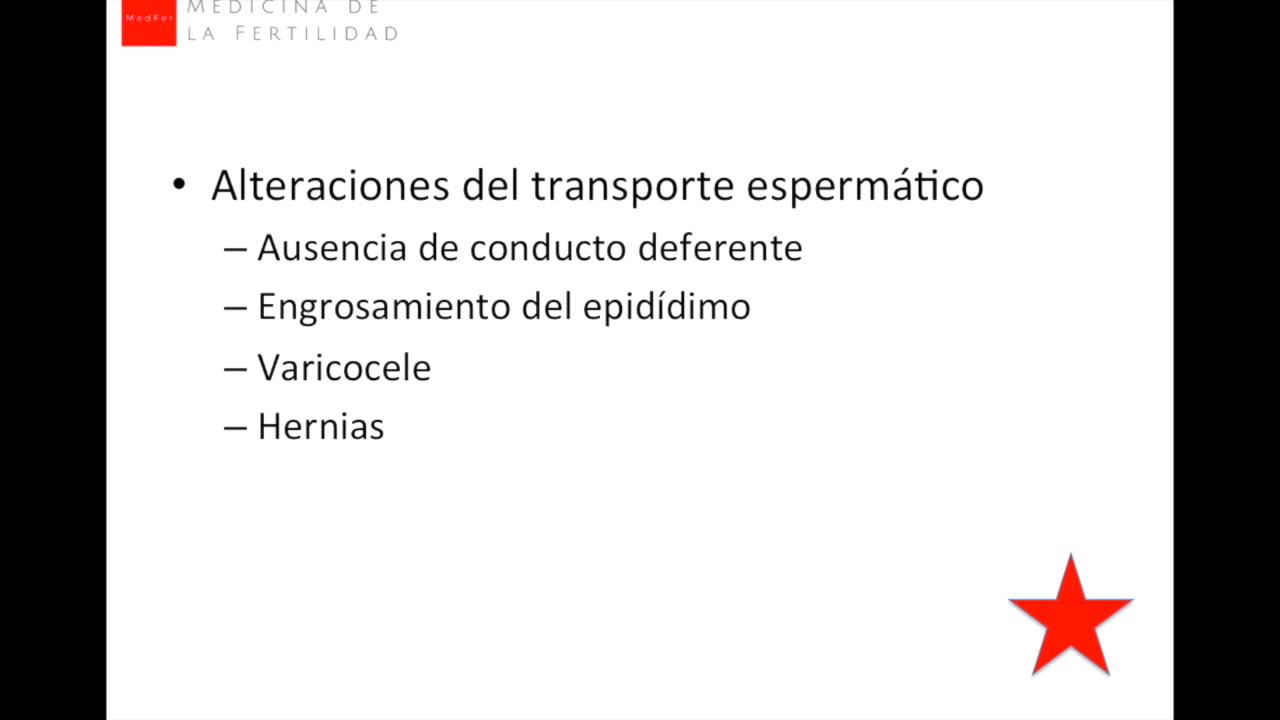 MedFer
MEDICINA DE
LA FERTILIDAD
• Alteraciones del transporte espermático
– Ausencia de conducto deferente
– Engrosamiento del epidídimo
– Varicocele
– Hernias